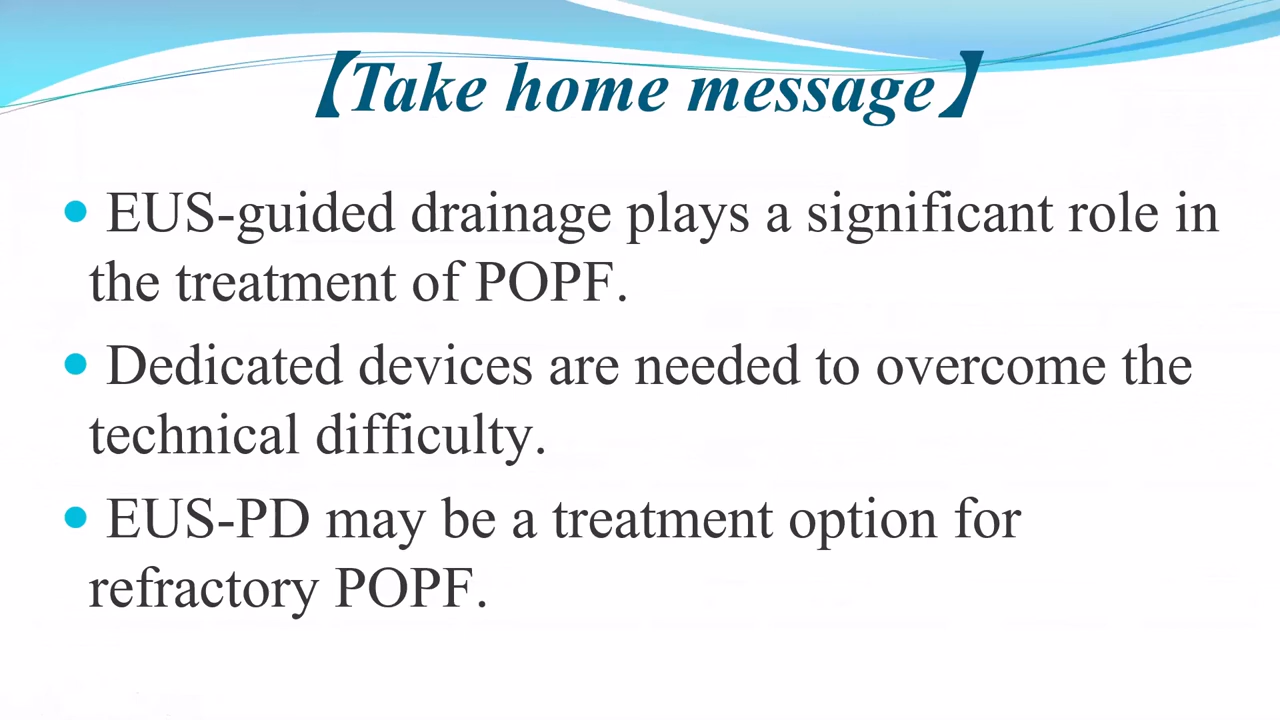 【Take home message】
• EUS-guided drainage plays a significant role in
the treatment of POPF.
• Dedicated devices are needed to overcome the
technical difficulty.
• EUS-PD may be a treatment option for
refractory POPF.